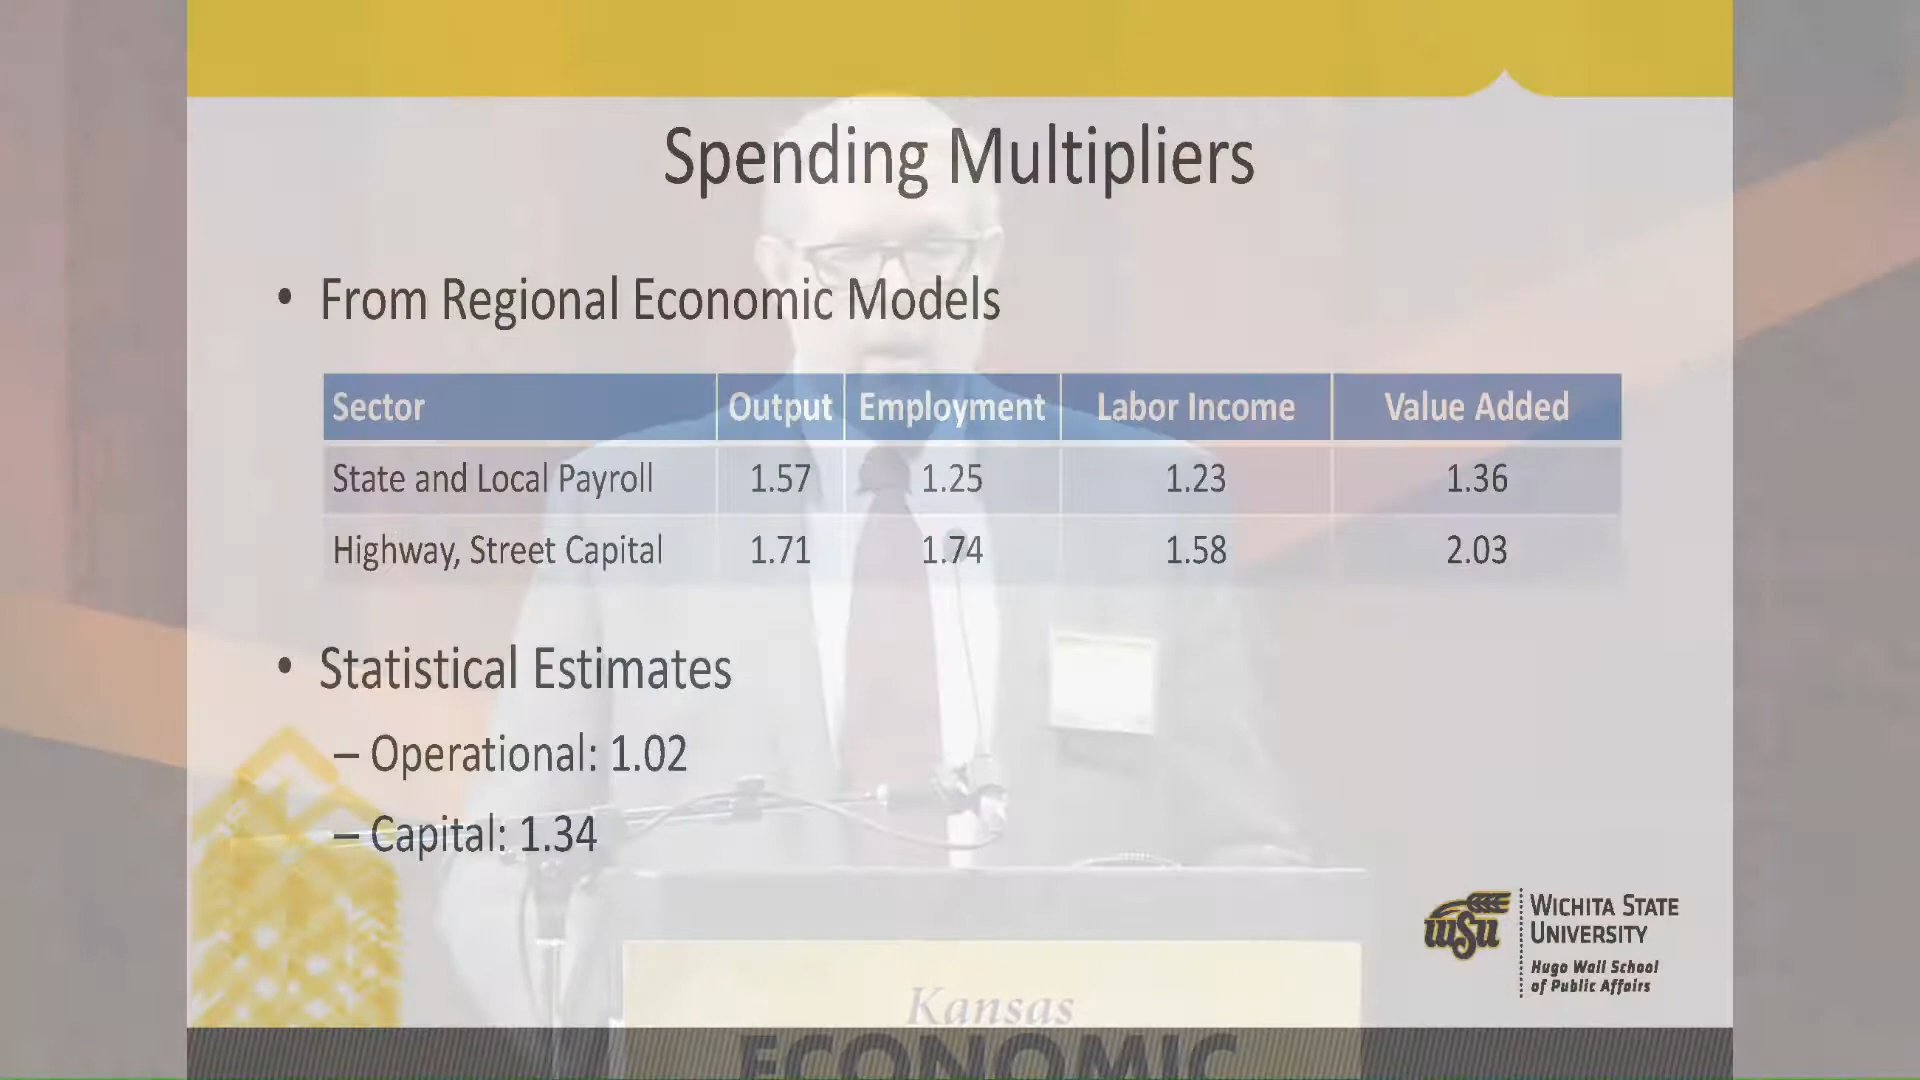 Spending Multipliers
• From Regional Economic Models
Sector Output Employment Labor Income Value Added
State and Local Payroll 1.57 1.25 1.23 1.36
Highway, Street Capital 1.71 1.74 1.58 2.03
• Statistical Estimates
– Operational: 1.02
– Capital: 1.34
WSU
WICHITA STATE
UNIVERSITY
Hugo Wall School
of Public Affairs
Kansas
ECONOMIC